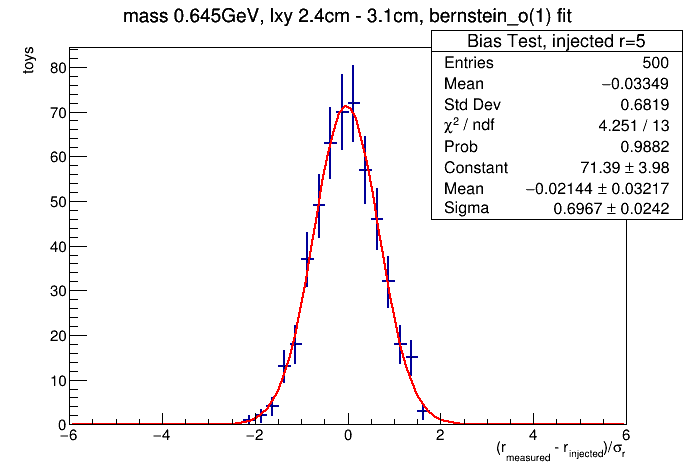 mass 0.645GeV, lxy 2.4cm - 3.1cm, bernstein_o(1) fit
toys
Bias Test, injected r=5
Entries 500
Mean −0.03349
Std Dev 0.6819
χ² / ndf 4.251 / 13
Prob 0.9882
Constant 71.39 ± 3.98
Mean −0.02144 ± 0.03217
Sigma 0.6967 ± 0.0242
80
70
60
50
40
30
20
10
0
−6 −4 −2 0 2 4 6
(r_measured - r_injected)/σ_r